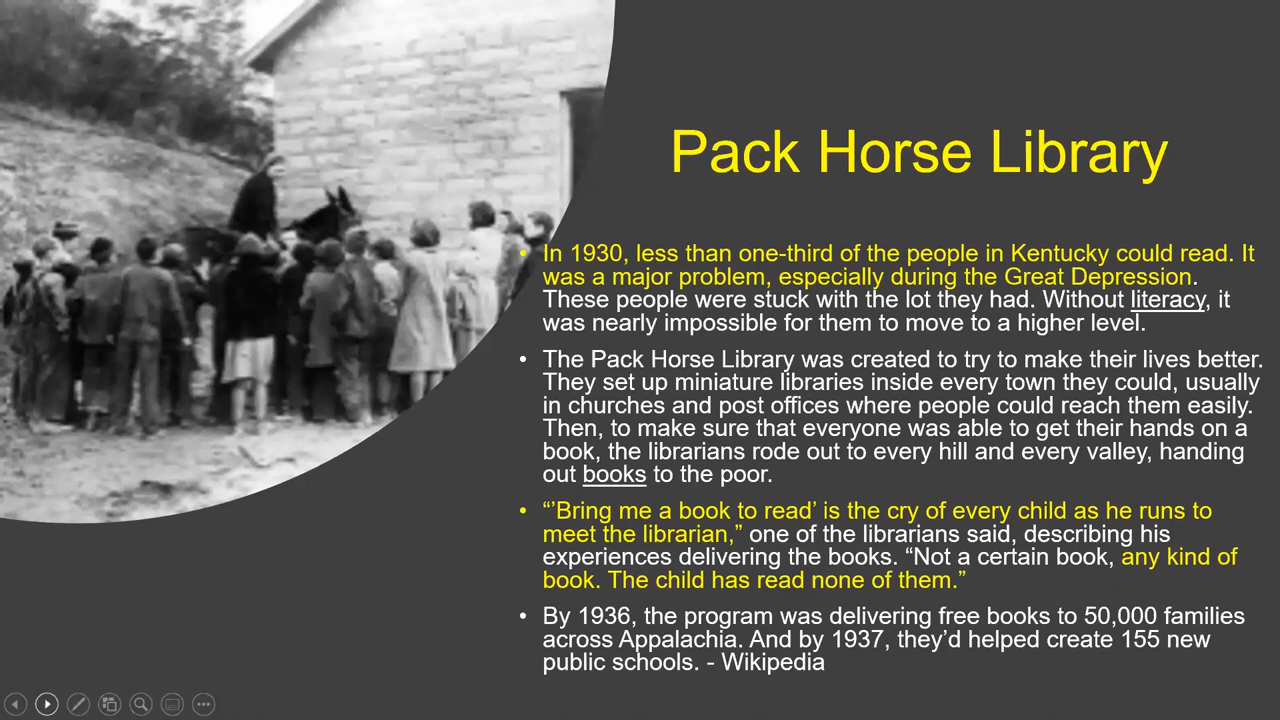 Pack Horse Library
• In 1930, less than one-third of the people in Kentucky could read. It
was a major problem, especially during the Great Depression.
These people were stuck with the lot they had. Without literacy, it
was nearly impossible for them to move to a higher level.
• The Pack Horse Library was created to try to make their lives better.
They set up miniature libraries inside every town they could, usually
in churches and post offices where people could reach them easily.
Then, to make sure that everyone was able to get their hands on a
book, the librarians rode out to every hill and every valley, handing
out books to the poor.
• “’Bring me a book to read’ is the cry of every child as he runs to
meet the librarian,” one of the librarians said, describing his
experiences delivering the books. “Not a certain book, any kind of
book. The child has read none of them.”
• By 1936, the program was delivering free books to 50,000 families
across Appalachia. And by 1937, they’d helped create 155 new
public schools. - Wikipedia